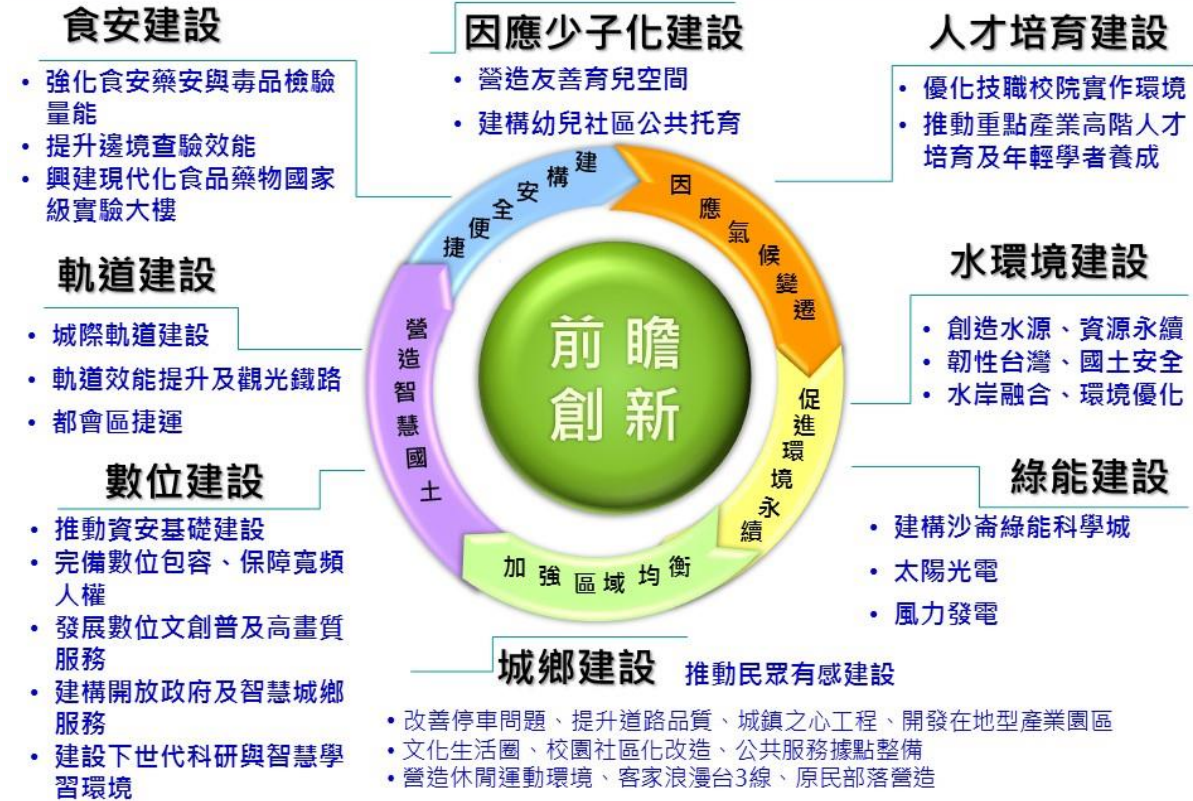 食安建設
• 強化食安藥安與毒品檢驗
量能
• 提升邊境查驗效能
• 興建現代化食品藥物國家
級實驗大樓
因應少子化建設
• 營造友善育兒空間
• 建構幼兒社區公共托育
人才培育建設
• 優化技職校院實作環境
• 推動重點產業高階人才
培育及年輕學者養成
軌道建設
• 城際軌道建設
• 軌道效能提升及觀光鐵路
• 都會區捷運
建構安全便捷
因應氣候變遷
促進環境永續
加強區域均衡
營造智慧國土
前瞻
創新
水環境建設
• 創造水源、資源永續
• 韌性台灣、國土安全
• 水岸融合、環境優化
數位建設
• 推動資安基礎建設
• 完備數位包容、保障寬頻
人權
• 發展數位文創普及高畫質
服務
• 建構開放政府及智慧城鄉
服務
• 建設下世代科研與智慧學
習環境
綠能建設
• 建構沙崙綠能科學城
• 太陽光電
• 風力發電
城鄉建設 推動民眾有感建設
• 改善停車問題、提升道路品質、城鎮之心工程、開發在地型產業園區
• 文化生活圈、校園社區化改造、公共服務據點整備
• 營造休閒運動環境、客家浪漫台3線、原民部落營造